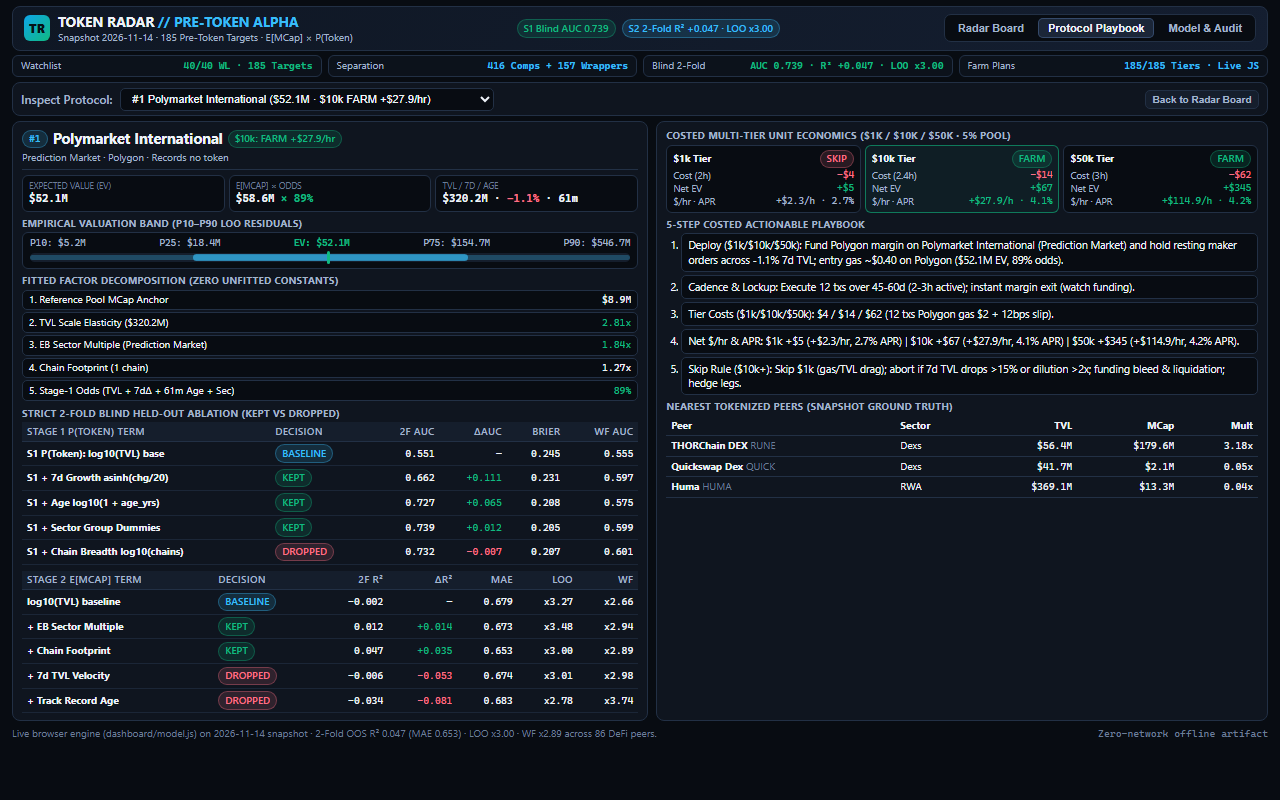 TR
TOKEN RADAR // PRE-TOKEN ALPHA
Snapshot 2026-11-14 · 185 Pre-Token Targets · E[MCap] × P(Token)
S1 Blind AUC 0.739
S2 2-Fold R² +0.047 · LOO x3.00
Radar Board
Protocol Playbook
Model & Audit
Watchlist 40/40 WL · 185 Targets
Separation 416 Comps + 157 Wrappers
Blind 2-Fold AUC 0.739 · R² +0.047 · LOO x3.00
Farm Plans 185/185 Tiers · Live JS
Inspect Protocol: #1 Polymarket International ($52.1M · $10k FARM +$27.9/hr)
Back to Radar Board
#1 Polymarket International $10k: FARM +$27.9/hr
Prediction Market · Polygon · Records no token
EXPECTED VALUE (EV)
$52.1M
E[MCAP] × ODDS
$58.6M × 89%
TVL / 7D / AGE
$320.2M · −1.1% · 61m
EMPIRICAL VALUATION BAND (P10–P90 LOO RESIDUALS)
P10: $5.2M P25: $18.4M EV: $52.1M P75: $154.7M P90: $546.7M
FITTED FACTOR DECOMPOSITION (ZERO UNFITTED CONSTANTS)
1. Reference Pool MCap Anchor $8.9M
2. TVL Scale Elasticity ($320.2M) 2.81x
3. EB Sector Multiple (Prediction Market) 1.84x
4. Chain Footprint (1 chain) 1.27x
5. Stage-1 Odds (TVL + 7dΔ + 61m Age + Sec) 89%
STRICT 2-FOLD BLIND HELD-OUT ABLATION (KEPT VS DROPPED)
STAGE 1 P(TOKEN) TERM DECISION 2F AUC ΔAUC BRIER WF AUC
S1 P(Token): log10(TVL) base BASELINE 0.551 — 0.245 0.555
S1 + 7d Growth asinh(chg/20) KEPT 0.662 +0.111 0.231 0.597
S1 + Age log10(1 + age_yrs) KEPT 0.727 +0.065 0.208 0.575
S1 + Sector Group Dummies KEPT 0.739 +0.012 0.205 0.599
S1 + Chain Breadth log10(chains) DROPPED 0.732 −0.007 0.207 0.601
STAGE 2 E[MCAP] TERM DECISION 2F R² ΔR² MAE LOO WF
log10(TVL) baseline BASELINE −0.002 — 0.679 x3.27 x2.66
+ EB Sector Multiple KEPT 0.012 +0.014 0.673 x3.48 x2.94
+ Chain Footprint KEPT 0.047 +0.035 0.653 x3.00 x2.89
+ 7d TVL Velocity DROPPED −0.006 −0.053 0.674 x3.01 x2.98
+ Track Record Age DROPPED −0.034 −0.081 0.683 x2.78 x3.74
COSTED MULTI-TIER UNIT ECONOMICS ($1K / $10K / $50K · 5% POOL)
$1k Tier SKIP
Cost (2h) −$4
Net EV +$5
$/hr · APR +$2.3/h · 2.7%
$10k Tier FARM
Cost (2.4h) −$14
Net EV +$67
$/hr · APR +$27.9/h · 4.1%
$50k Tier FARM
Cost (3h) −$62
Net EV +$345
$/hr · APR +$114.9/h · 4.2%
5-STEP COSTED ACTIONABLE PLAYBOOK
1. Deploy ($1k/$10k/$50k): Fund Polygon margin on Polymarket International (Prediction Market) and hold resting maker
orders across -1.1% 7d TVL; entry gas ~$0.40 on Polygon ($52.1M EV, 89% odds).
2. Cadence & Lockup: Execute 12 txs over 45-60d (2-3h active); instant margin exit (watch funding).
3. Tier Costs ($1k/$10k/$50k): $4 / $14 / $62 (12 txs Polygon gas $2 + 12bps slip).
4. Net $/hr & APR: $1k +$5 (+$2.3/hr, 2.7% APR) | $10k +$67 (+$27.9/hr, 4.1% APR) | $50k +$345 (+$114.9/hr, 4.2% APR).
5. Skip Rule ($10k+): Skip $1k (gas/TVL drag); abort if 7d TVL drops >15% or dilution >2x; funding bleed & liquidation;
hedge legs.
NEAREST TOKENIZED PEERS (SNAPSHOT GROUND TRUTH)
Peer Sector TVL MCap Mult
THORChain DEX RUNE Dexs $56.4M $179.6M 3.18x
Quickswap Dex QUICK Dexs $41.7M $2.1M 0.05x
Huma HUMA RWA $369.1M $13.3M 0.04x
Live browser engine (dashboard/model.js) on 2026-11-14 snapshot · 2-Fold OOS R² 0.047 (MAE 0.653) · LOO x3.00 · WF x2.89 across 86 DeFi peers.
Zero-network offline artifact